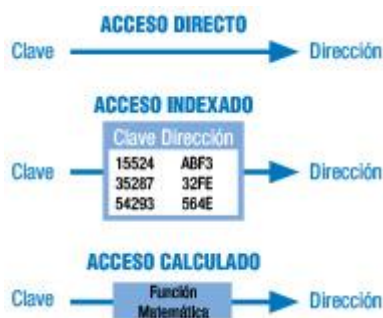 ACCESO DIRECTO
Clave Dirección
ACCESO INDEXADO
Clave Dirección
15524 ABF3
Clave 35287 32FE Dirección
54293 564E
ACCESO CALCULADO
Clave Función Dirección
Matemática